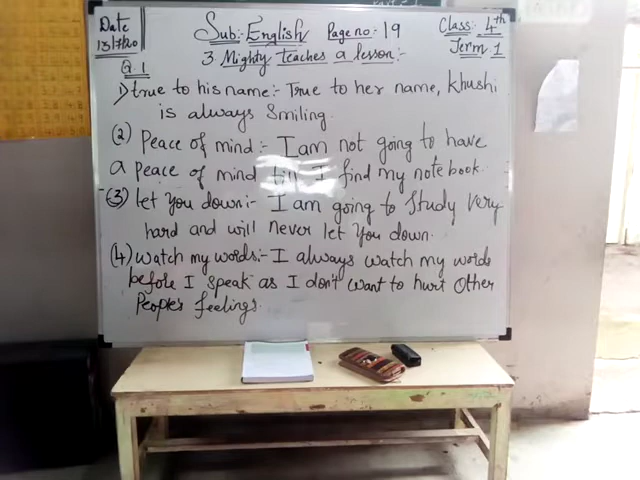 Date
13/7/20
Sub:- English Page no:- 19
Class:- 4th
Term 1
3. Mighty teaches a lesson:-
Q.1
1) true to his name:- True to her name, Khushi
is always Smiling.
(2) Peace of mind:- I am not going to have
a peace of mind till I find my notebook.
(3) let you down:- I am going to Study very
hard and will never let you down.
(4) watch my words:- I always watch my words
before I speak as I don't want to hurt other
People's feelings.